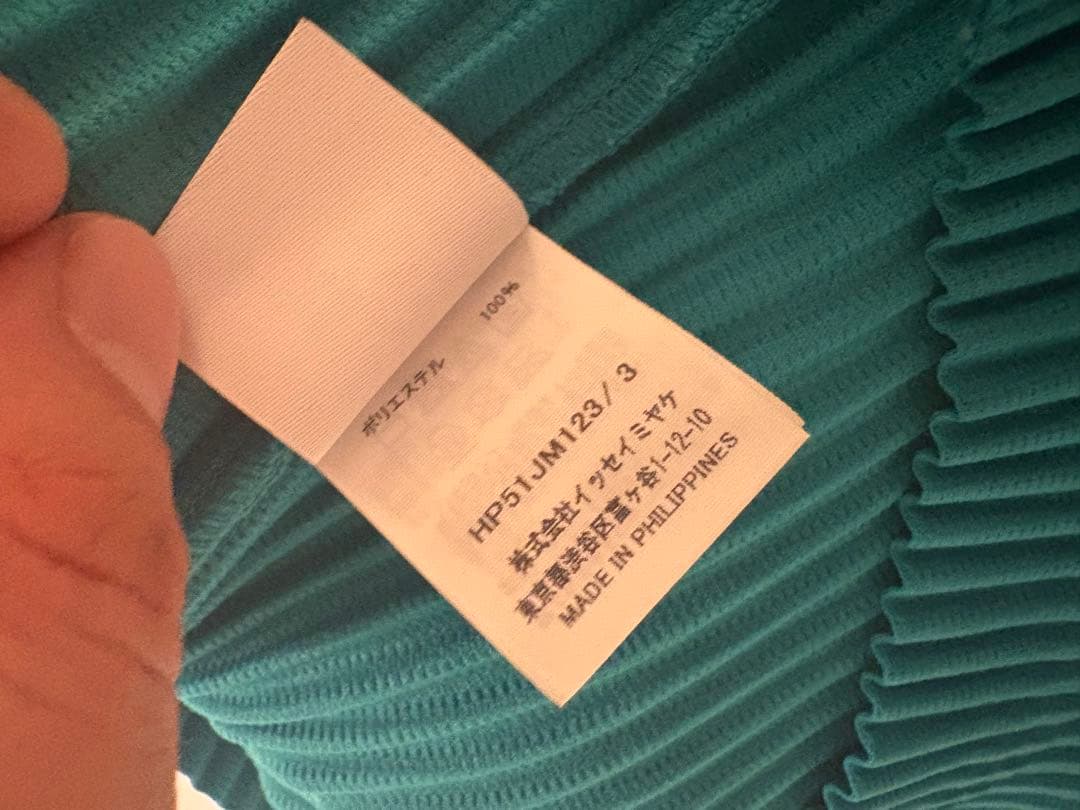 ポリエステル 100%
HP51JM123/ 3
株式会社イッセイミヤケ
東京都渋谷区富ヶ谷1-12-10
MADE IN PHILIPPINES